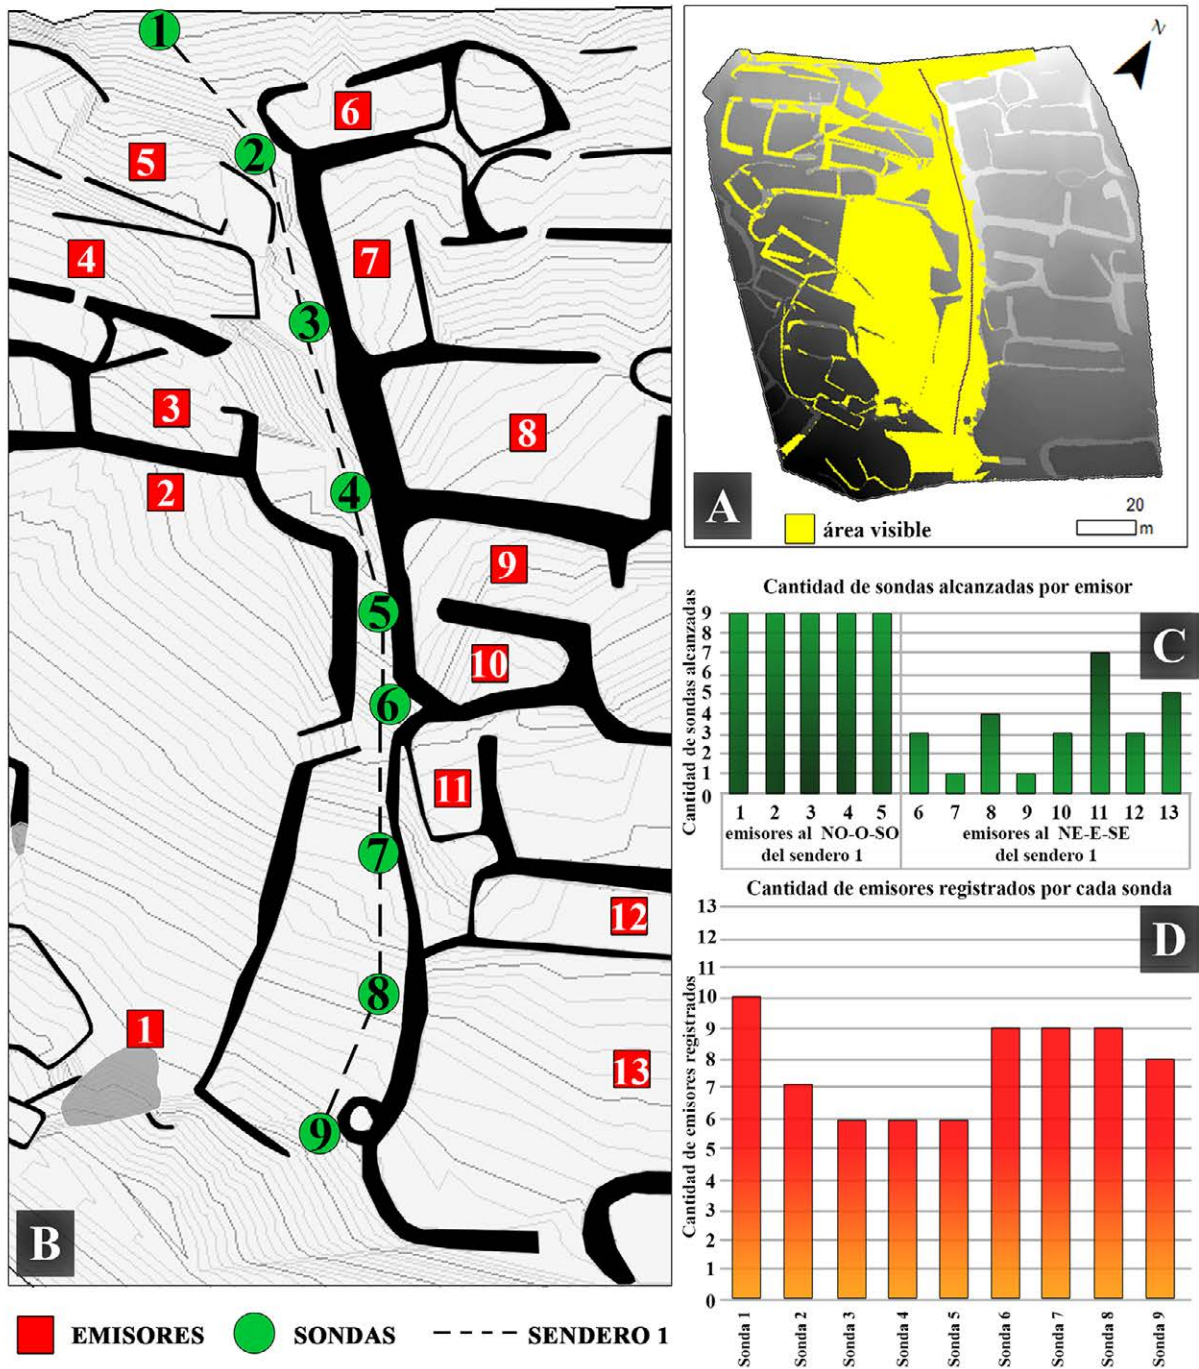 1
2
3
4
5
6
7
8
9
1
2
3
4
5
6
7
8
9
10
11
12
13
B
EMISORES
SONDAS
SENDERO 1
N
A
20
m
área visible
Cantidad de sondas alcanzadas por emisor
Cantidad de sondas alcanzadas
9
8
7
6
5
4
3
2
1
0
C
1 2 3 4 5 6 7 8 9 10 11 12 13
emisores al NO-O-SO
del sendero 1
emisores al NE-E-SE
del sendero 1
Cantidad de emisores registrados por cada sonda
Cantidad de emisores registrados
13
12
11
10
9
8
7
6
5
4
3
2
1
0
D
Sonda 1
Sonda 2
Sonda 3
Sonda 4
Sonda 5
Sonda 6
Sonda 7
Sonda 8
Sonda 9